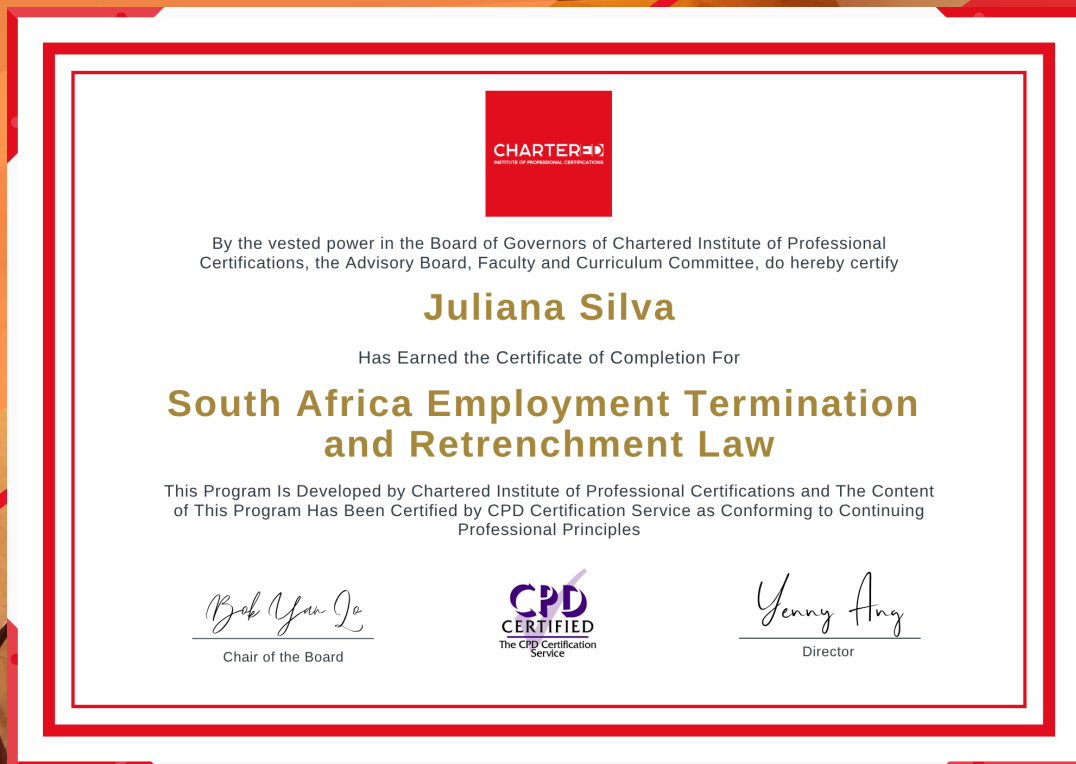 CHARTERED
INSTITUTE OF PROFESSIONAL CERTIFICATIONS
By the vested power in the Board of Governors of Chartered Institute of Professional
Certifications, the Advisory Board, Faculty and Curriculum Committee, do hereby certify
Juliana Silva
Has Earned the Certificate of Completion For
South Africa Employment Termination
and Retrenchment Law
This Program Is Developed by Chartered Institute of Professional Certifications and The Content
of This Program Has Been Certified by CPD Certification Service as Conforming to Continuing
Professional Principles
Bok Yan Lo
Chair of the Board
CPD
CERTIFIED
The CPD Certification
Service
Yenny Ang
Director